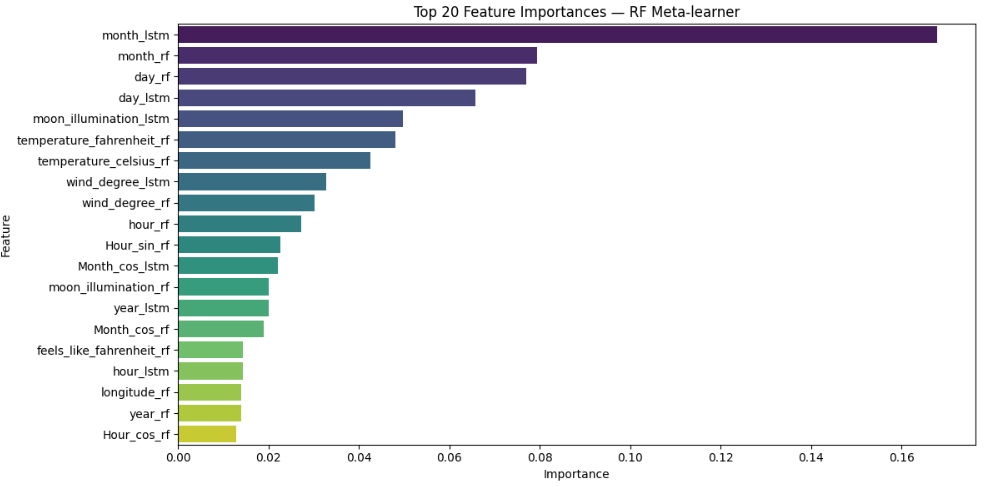 Top 20 Feature Importances — RF Meta-learner
Feature
month_lstm
month_rf
day_rf
day_lstm
moon_illumination_lstm
temperature_fahrenheit_rf
temperature_celsius_rf
wind_degree_lstm
wind_degree_rf
hour_rf
Hour_sin_rf
Month_cos_lstm
moon_illumination_rf
year_lstm
Month_cos_rf
feels_like_fahrenheit_rf
hour_lstm
longitude_rf
year_rf
Hour_cos_rf
0.00 0.02 0.04 0.06 0.08 0.10 0.12 0.14 0.16
Importance